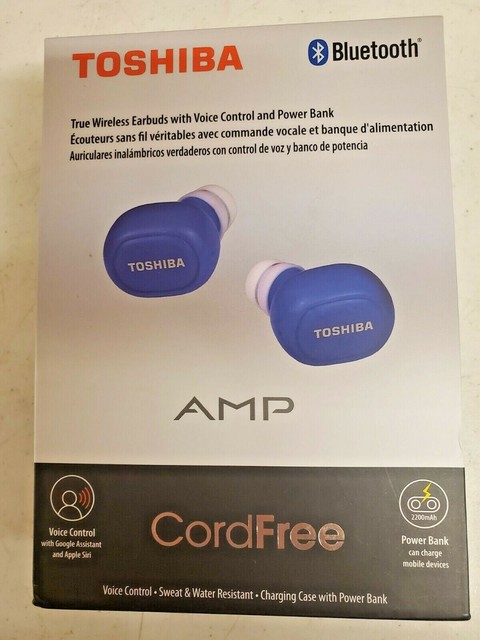 TOSHIBA
Bluetooth®
True Wireless Earbuds with Voice Control and Power Bank
Écouteurs sans fil véritables avec commande vocale et banque d'alimentation
Auriculares inalámbricos verdaderos con control de voz y banco de potencia
TOSHIBA
TOSHIBA
AMP
2200mAh
CordFree
Voice Control
with Google Assistant
and Apple Siri
Power Bank
can charge
mobile devices
Voice Control • Sweat & Water Resistant • Charging Case with Power Bank